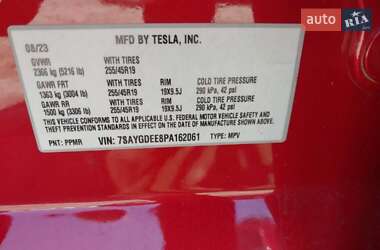 auto RIA .com
08/23 MFD BY TESLA, INC.
GVWR WITH TIRES
2366 kg (5216 lb) 255/45R19
GAWR FRT WITH TIRES RIM COLD TIRE PRESSURE
1363 kg (3004 lb) 255/45R19 19X9.5J 290 kPa, 42 psi
GAWR RR WITH TIRES RIM COLD TIRE PRESSURE
1500 kg (3306 lb) 255/45R19 19X9.5J 290 kPa, 42 psi
THIS VEHICLE CONFORMS TO ALL APPLICABLE U.S. FEDERAL MOTOR VEHICLE SAFETY
STANDARDS IN EFFECT ON THE DATE OF MANUFACTURE SHOWN ABOVE.
PNT: PPMR VIN: 7SAYGDEE8PA162061 TYPE: MPV